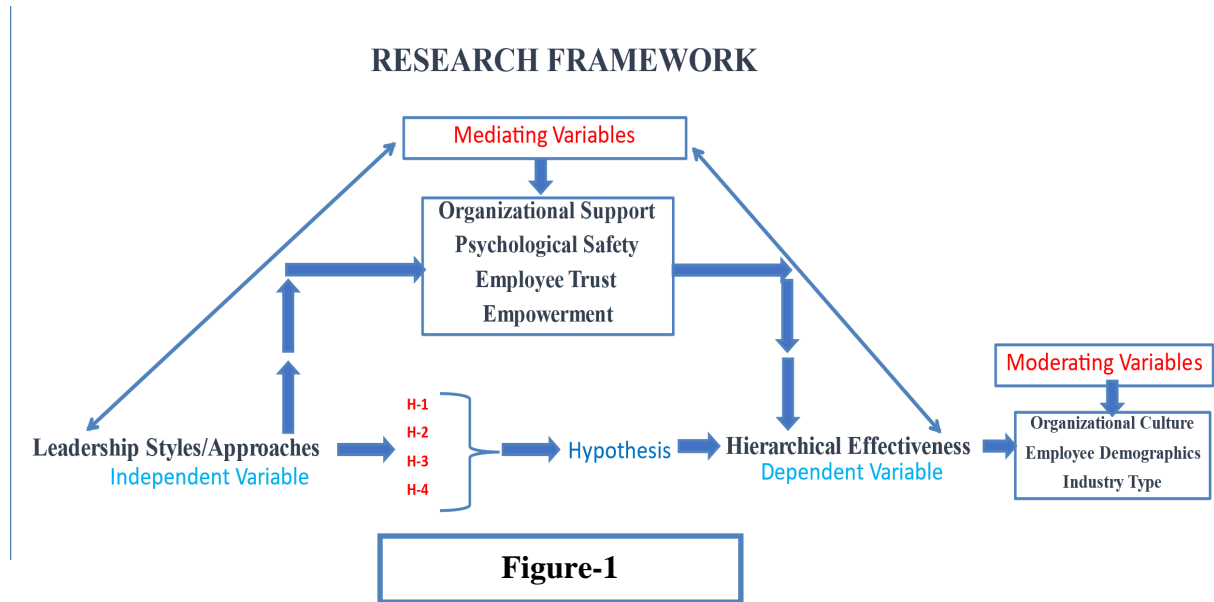 RESEARCH FRAMEWORK
Mediating Variables
Organizational Support
Psychological Safety
Employee Trust
Empowerment
Moderating Variables
H-1
H-2
H-3
H-4
Leadership Styles/Approaches
Independent Variable
Hypothesis
Hierarchical Effectiveness
Dependent Variable
Organizational Culture
Employee Demographics
Industry Type
Figure-1